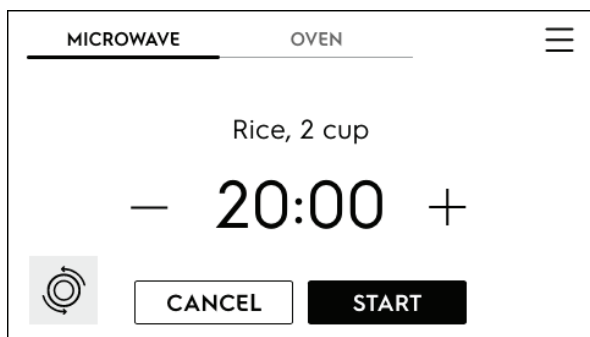 MICROWAVE OVEN
Rice, 2 cup
— 20:00 +
CANCEL START